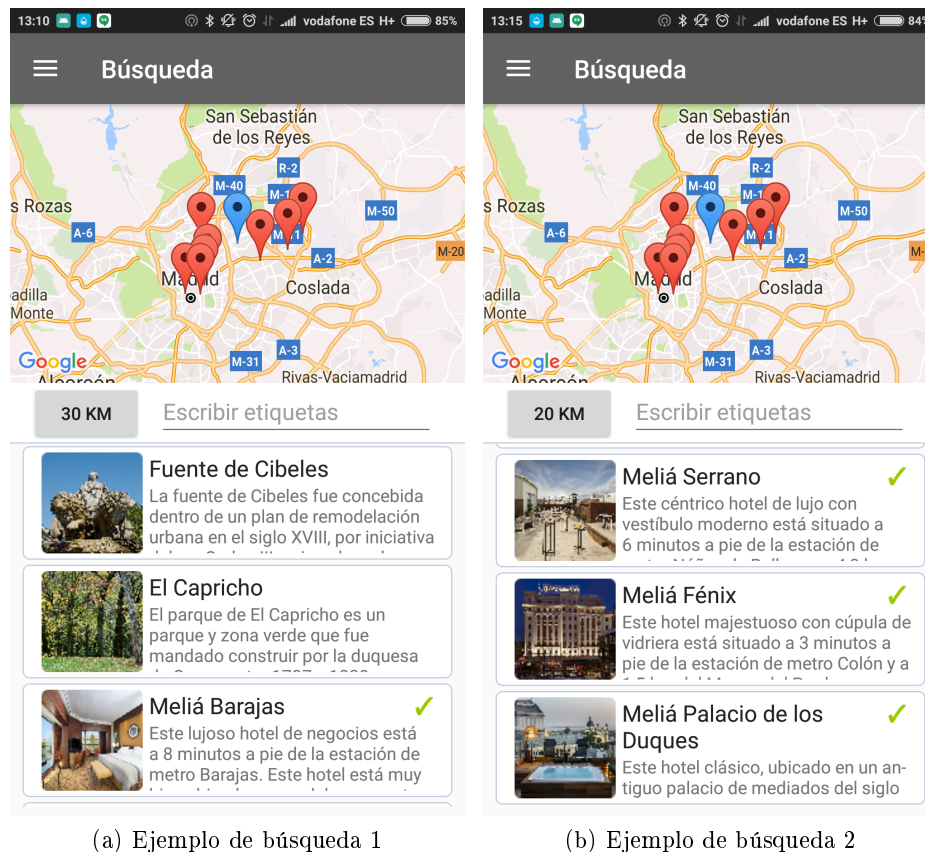 13:10
vodafone ES H+ 85%
Búsqueda
San Sebastián
de los Reyes
R-2
M-40
M-1
s Rozas
M-50
A-6
M-11
A-2
M-20
Madrid
Coslada
adilla
Monte
A-3
M-31
Google
Alcorcón
Rivas-Vaciamadrid
30 KM
Escribir etiquetas
Fuente de Cibeles
La fuente de Cibeles fue concebida
dentro de un plan de remodelación
urbana en el siglo XVIII, por iniciativa
El Capricho
El parque de El Capricho es un
parque y zona verde que fue
mandado construir por la duquesa
Meliá Barajas
Este lujoso hotel de negocios está
a 8 minutos a pie de la estación de
metro Barajas. Este hotel está muy
(a) Ejemplo de búsqueda 1
13:15
vodafone ES H+ 84%
Búsqueda
San Sebastián
de los Reyes
R-2
M-40
M-1
s Rozas
M-50
A-6
M-11
A-2
M-
Madrid
Coslada
adilla
Monte
A-3
M-31
Google
Alcorcón
Rivas-Vaciamadrid
20 KM
Escribir etiquetas
Meliá Serrano
Este céntrico hotel de lujo con
vestíbulo moderno está situado a
6 minutos a pie de la estación de
Meliá Fénix
Este hotel majestuoso con cúpula de
vidriera está situado a 3 minutos a
pie de la estación de metro Colón y a
Meliá Palacio de los
Duques
Este hotel clásico, ubicado en un an-
tiguo palacio de mediados del siglo
(b) Ejemplo de búsqueda 2